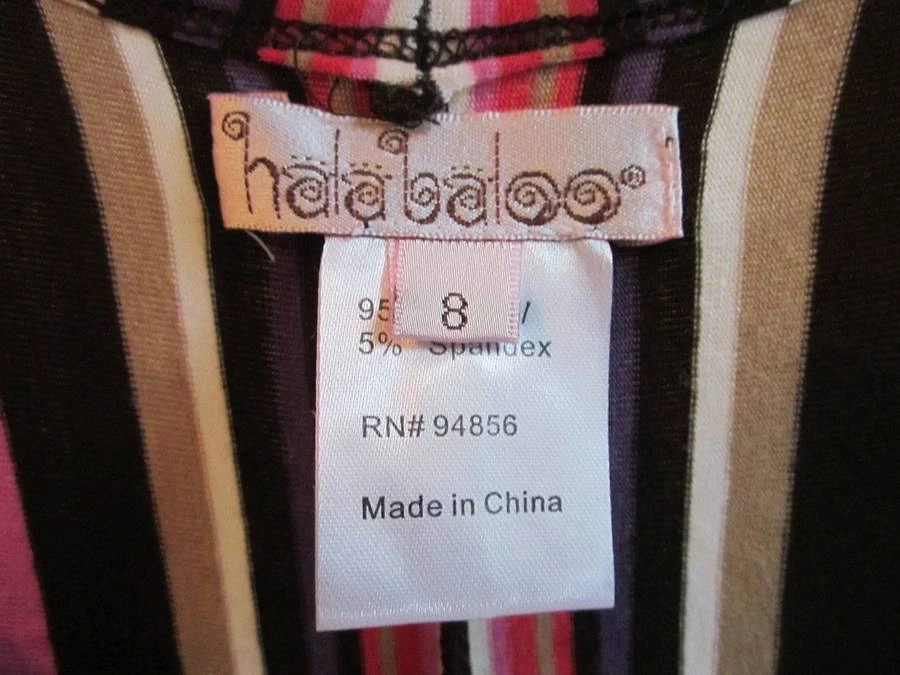 halabaloo®
8
95 /
5% Spandex
RN# 94856
Made in China